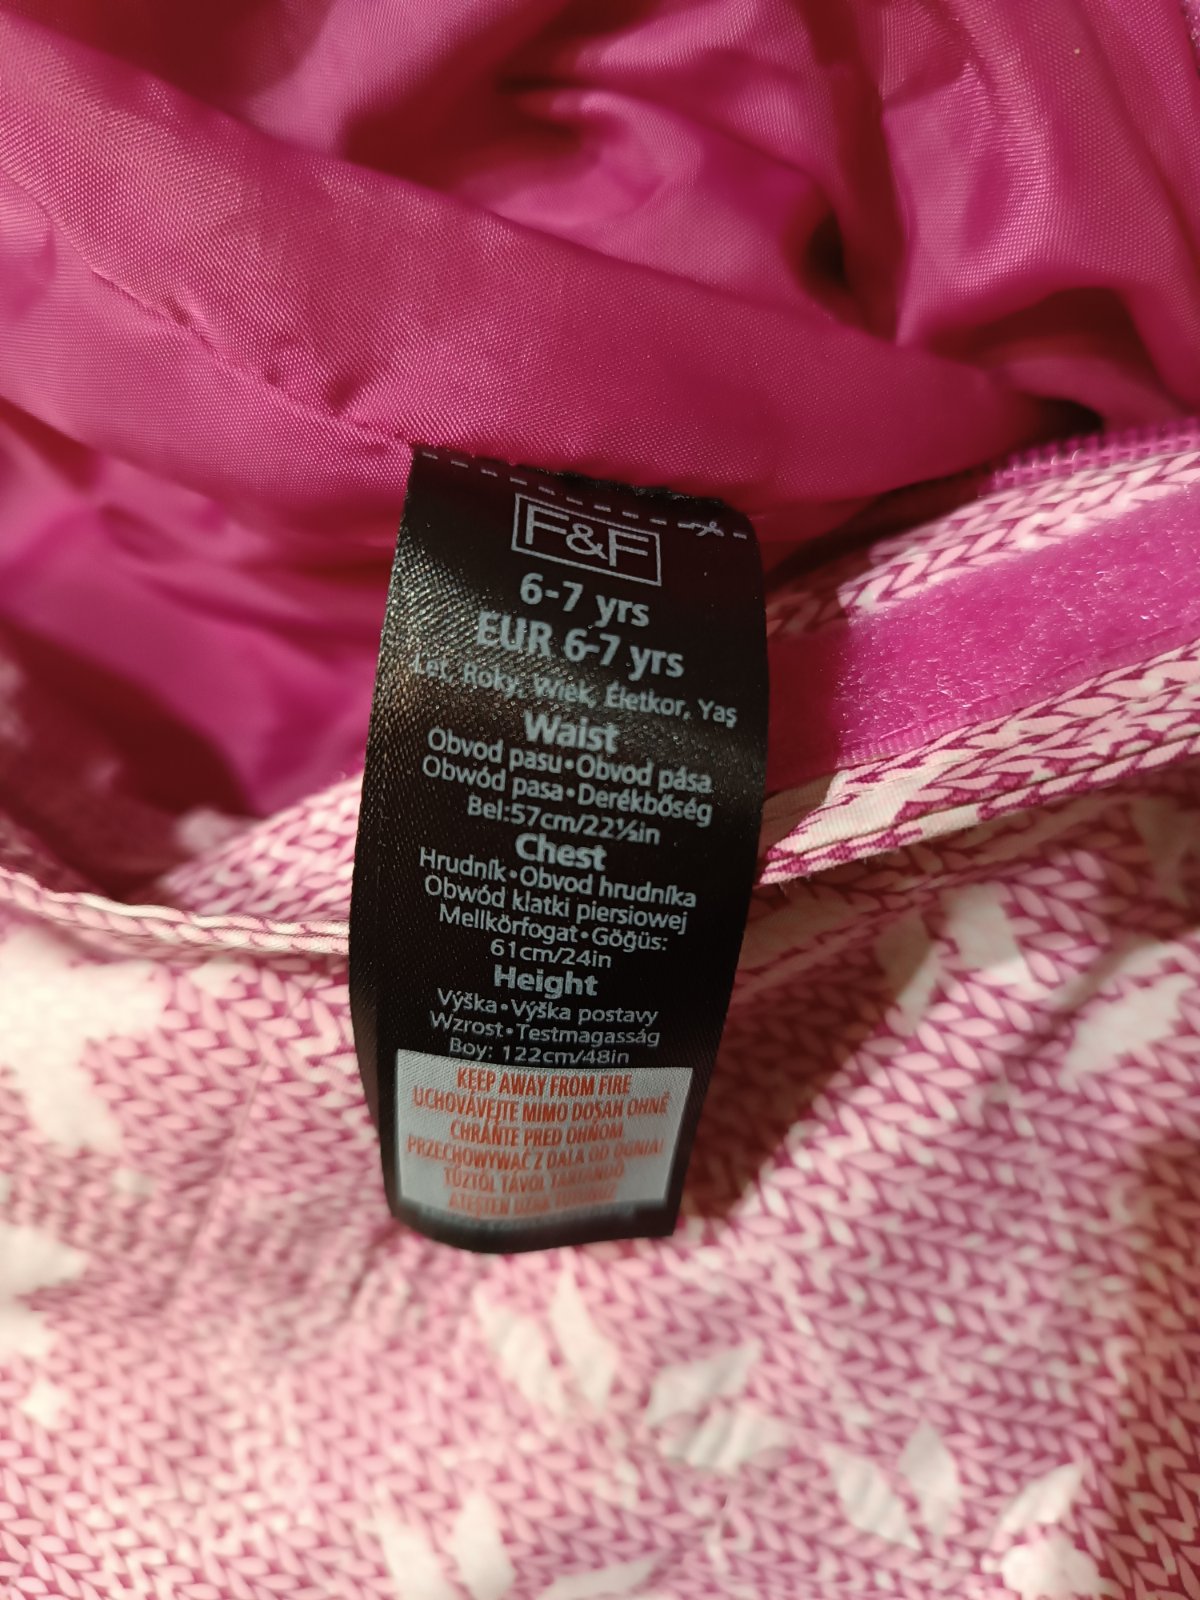 F&F
6-7 yrs
EUR 6-7 yrs
Let, Roky, Wiek, Életkor, Yaş
Waist
Obvod pasu•Obvod pása
Obwód pasa•Derékbőség
Bel:57cm/22½in
Chest
Hrudník•Obvod hrudníka
Obwód klatki piersiowej
Mellkörfogat•Göğüs:
61cm/24in
Height
Výška•Výška postavy
Wzrost•Testmagasság
Boy: 122cm/48in
KEEP AWAY FROM FIRE
UCHOVÁVEJTE MIMO DOSAH OHNĚ
CHRÁŇTE PRED OHŇOM
PRZECHOWYWAĆ Z DALA OD OGNIA!
TŰZTŐL TÁVOL TARTANDÓ
ATEŞTEN UZAK TUTUNUZ